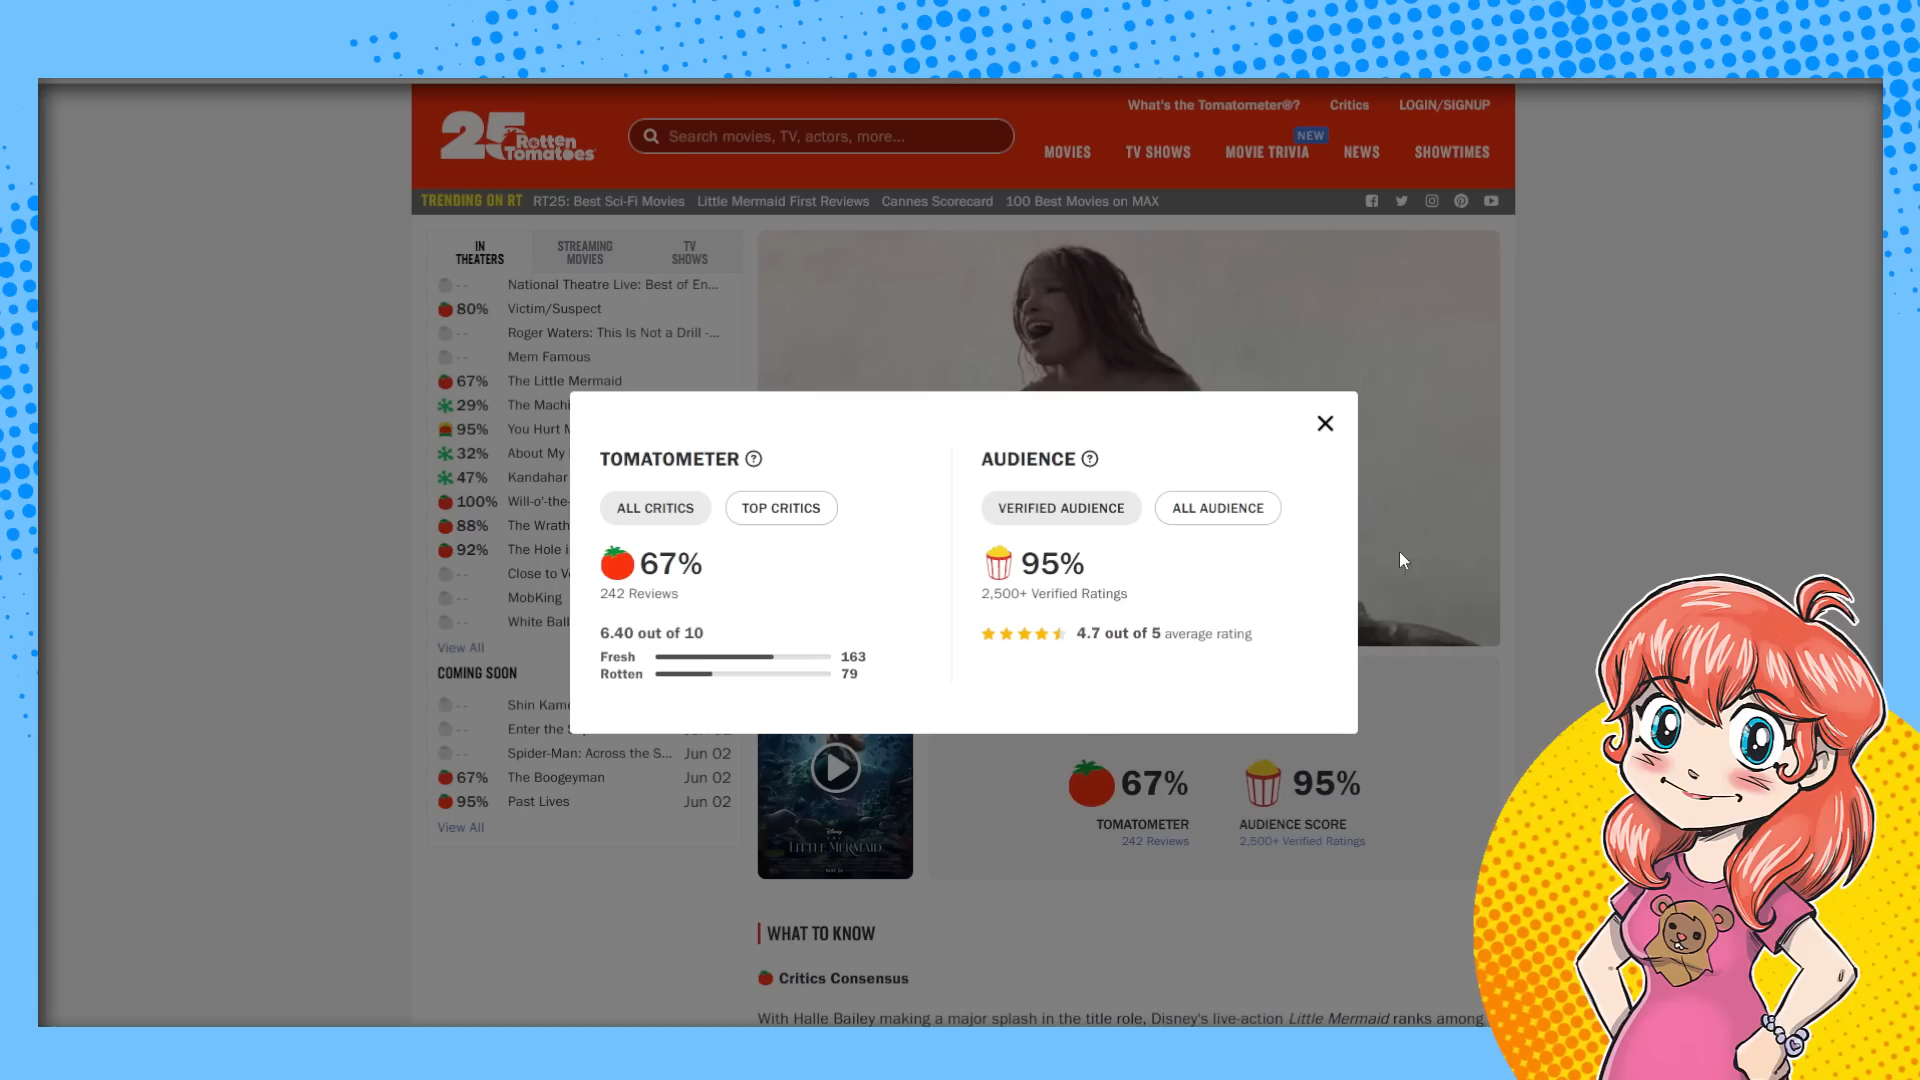 What's the Tomatometer®? Critics LOGIN/SIGNUP
25 Rotten Tomatoes
Search movies, TV, actors, more...
NEW
MOVIES TV SHOWS MOVIE TRIVIA NEWS SHOWTIMES
TRENDING ON RT RT25: Best Sci-Fi Movies Little Mermaid First Reviews Cannes Scorecard 100 Best Movies on MAX
IN THEATERS
STREAMING MOVIES
TV SHOWS
-- National Theatre Live: Best of En...
80% Victim/Suspect
-- Roger Waters: This Is Not a Drill -...
-- Mem Famous
67% The Little Mermaid
29% The Machi
95% You Hurt
32% About My
47% Kandahar
100% Will-o'-the-
88% The Wrath
92% The Hole i
-- Close to
-- MobKing
-- White Ball
View All
COMING SOON
-- Shin Kame
-- Enter the
-- Spider-Man: Across the S... Jun 02
67% The Boogeyman Jun 02
95% Past Lives Jun 02
View All
TOMATOMETER ?
ALL CRITICS TOP CRITICS
67%
242 Reviews
6.40 out of 10
Fresh 163
Rotten 79
AUDIENCE ?
VERIFIED AUDIENCE ALL AUDIENCE
95%
2,500+ Verified Ratings
4.7 out of 5 average rating
Disney
LITTLE MERMAID
67%
TOMATOMETER
242 Reviews
95%
AUDIENCE SCORE
2,500+ Verified Ratings
WHAT TO KNOW
Critics Consensus
With Halle Bailey making a major splash in the title role, Disney's live-action Little Mermaid ranks among